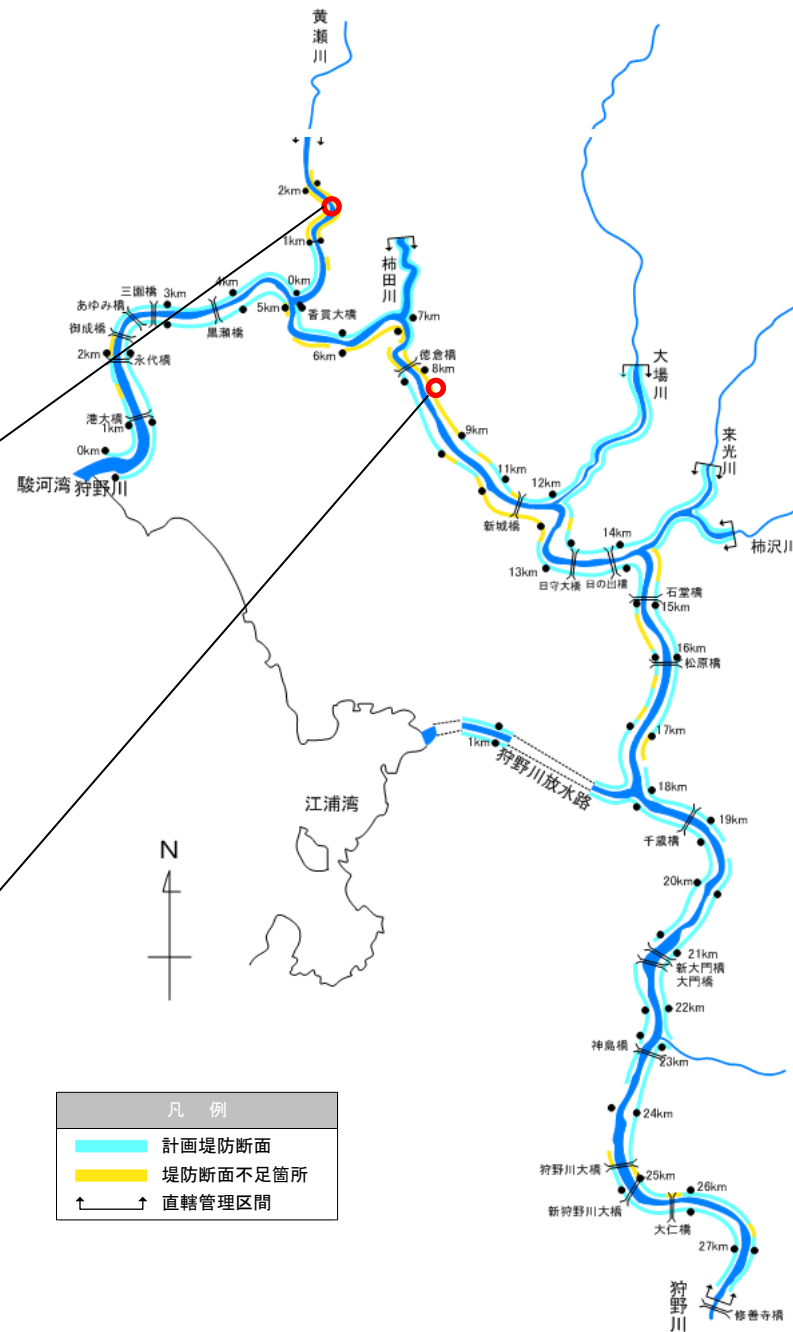 黄瀬川
2km
1km
柿田川
0km
4km
3km
三園橋
あゆみ橋
御成橋
黒瀬橋
5km
香貫大橋
7km
6km
徳倉橋
8km
2km
永代橋
港大橋
1km
0km
駿河湾
狩野川
大場川
9km
11km
12km
新城橋
来光川
柿沢川
14km
13km
日守大橋
日の出橋
石堂橋
15km
16km
松原橋
17km
1km
狩野川放水路
18km
江浦湾
19km
千歳橋
N
20km
21km
新大門橋
大門橋
22km
神島橋
23km
24km
狩野川大橋
25km
26km
新狩野川大橋
大仁橋
27km
狩野川
修善寺橋
凡 例
計画堤防断面
堤防断面不足箇所
直轄管理区間